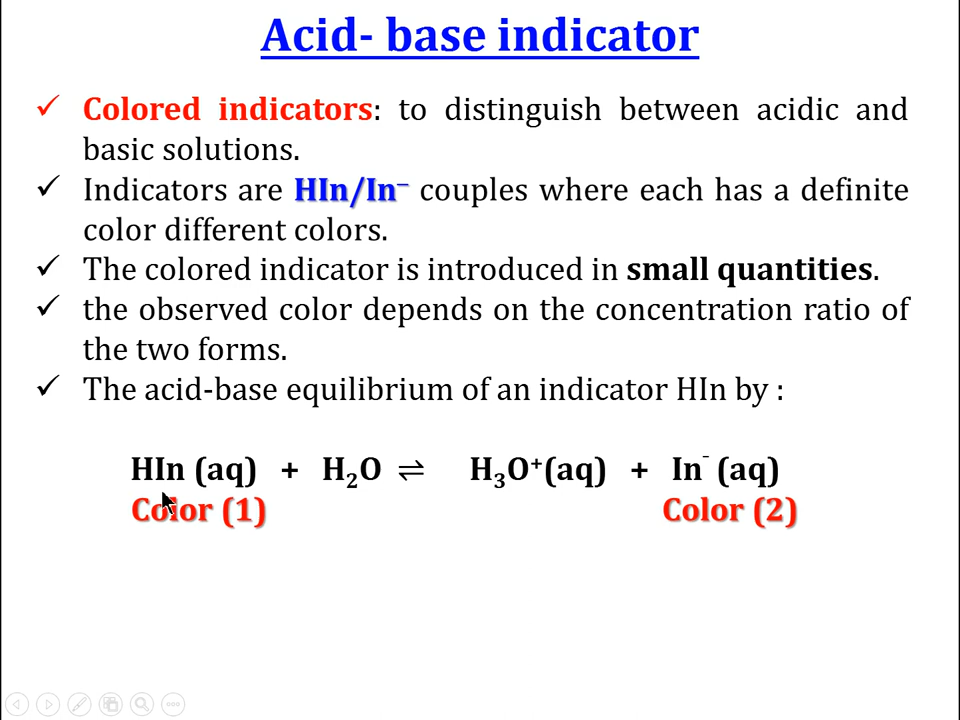 Acid- base indicator
✓ Colored indicators: to distinguish between acidic and
basic solutions.
✓ Indicators are HIn/In⁻ couples where each has a definite
color different colors.
✓ The colored indicator is introduced in small quantities.
✓ the observed color depends on the concentration ratio of
the two forms.
✓ The acid-base equilibrium of an indicator HIn by :
HIn (aq) + H₂O ⇌ H₃O⁺(aq) + In⁻ (aq)
Color (1) Color (2)